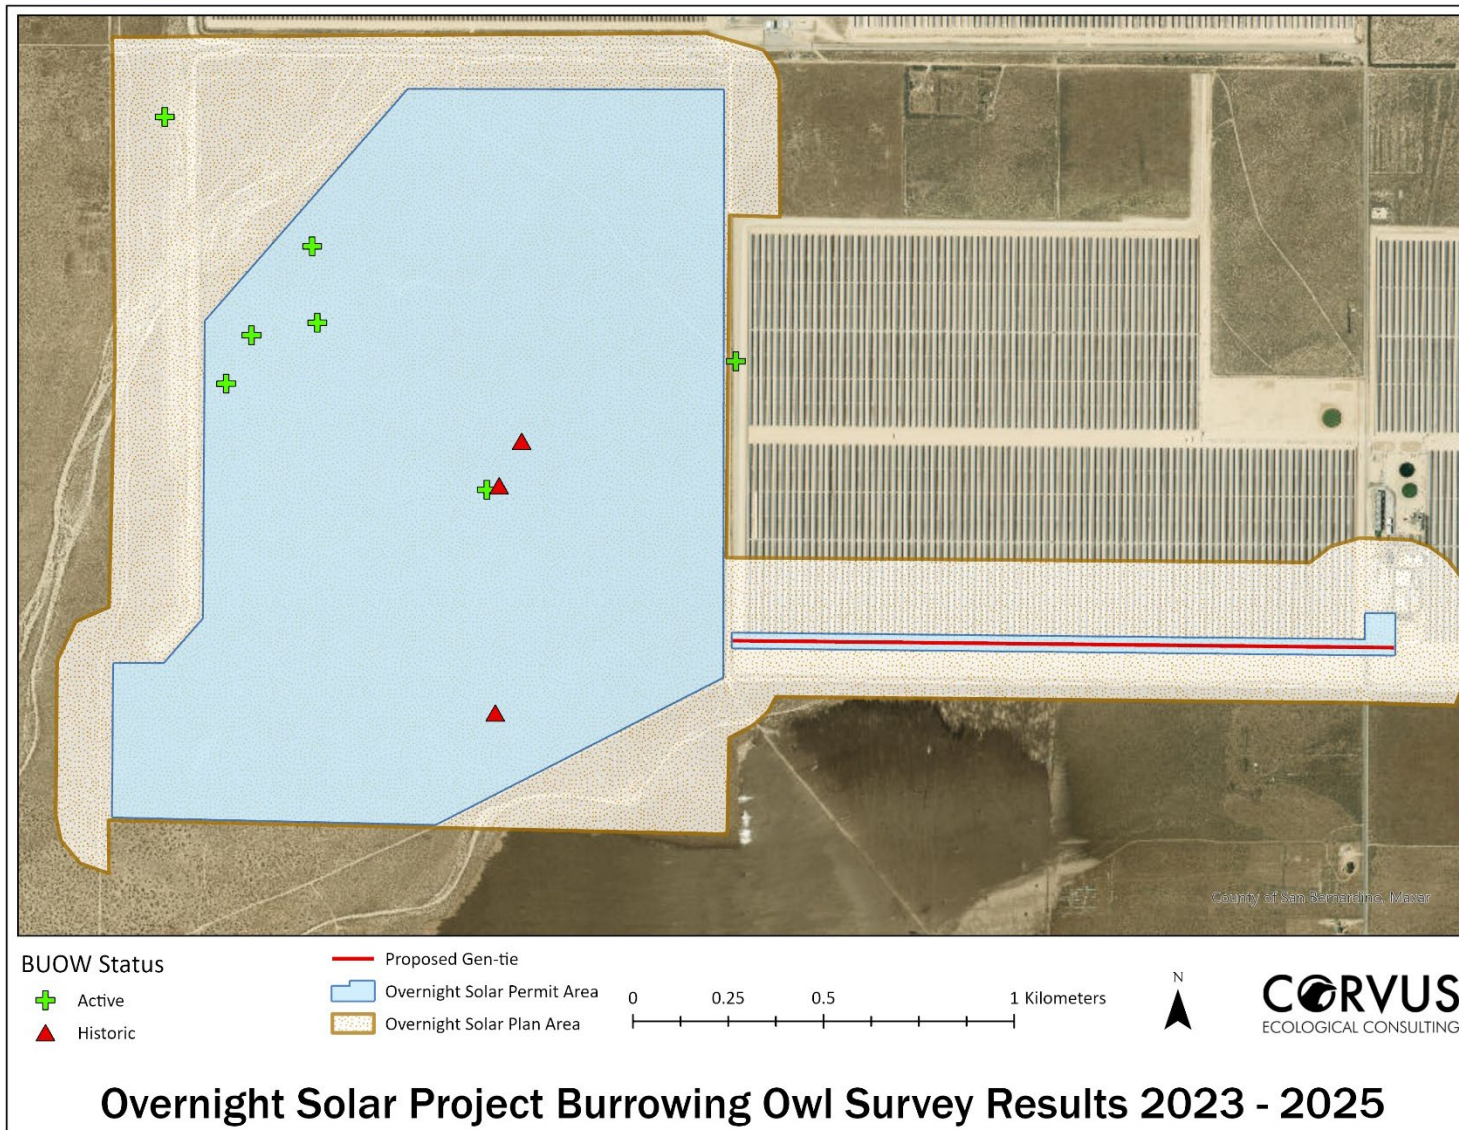 County of San Bernardino, Maxar
BUOW Status
Active
Historic
Proposed Gen-tie
Overnight Solar Permit Area
Overnight Solar Plan Area
0 0.25 0.5 1 Kilometers
N
CORVUS
ECOLOGICAL CONSULTING
Overnight Solar Project Burrowing Owl Survey Results 2023 - 2025